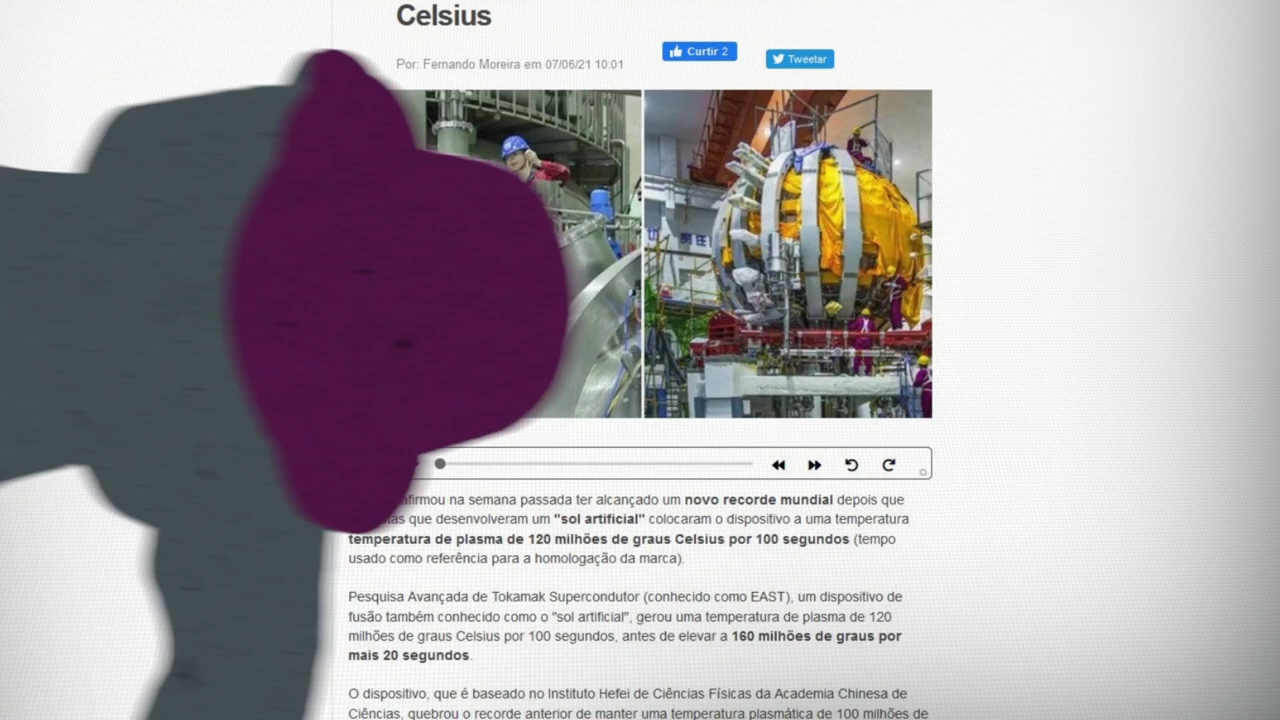 Celsius
Por: Fernando Moreira em 07/06/21 10:01
Curtir 2
Tweetar
afirmou na semana passada ter alcançado um novo recorde mundial depois que
que desenvolveram um "sol artificial" colocaram o dispositivo a uma temperatura
temperatura de plasma de 120 milhões de graus Celsius por 100 segundos (tempo
usado como referência para a homologação da marca).
Pesquisa Avançada de Tokamak Supercondutor (conhecido como EAST), um dispositivo de
fusão também conhecido como o "sol artificial", gerou uma temperatura de plasma de 120
milhões de graus Celsius por 100 segundos, antes de elevar a 160 milhões de graus por
mais 20 segundos.
O dispositivo, que é baseado no Instituto Hefei de Ciências Físicas da Academia Chinesa de
Ciências, quebrou o recorde anterior de manter uma temperatura plasmática de 100 milhões de